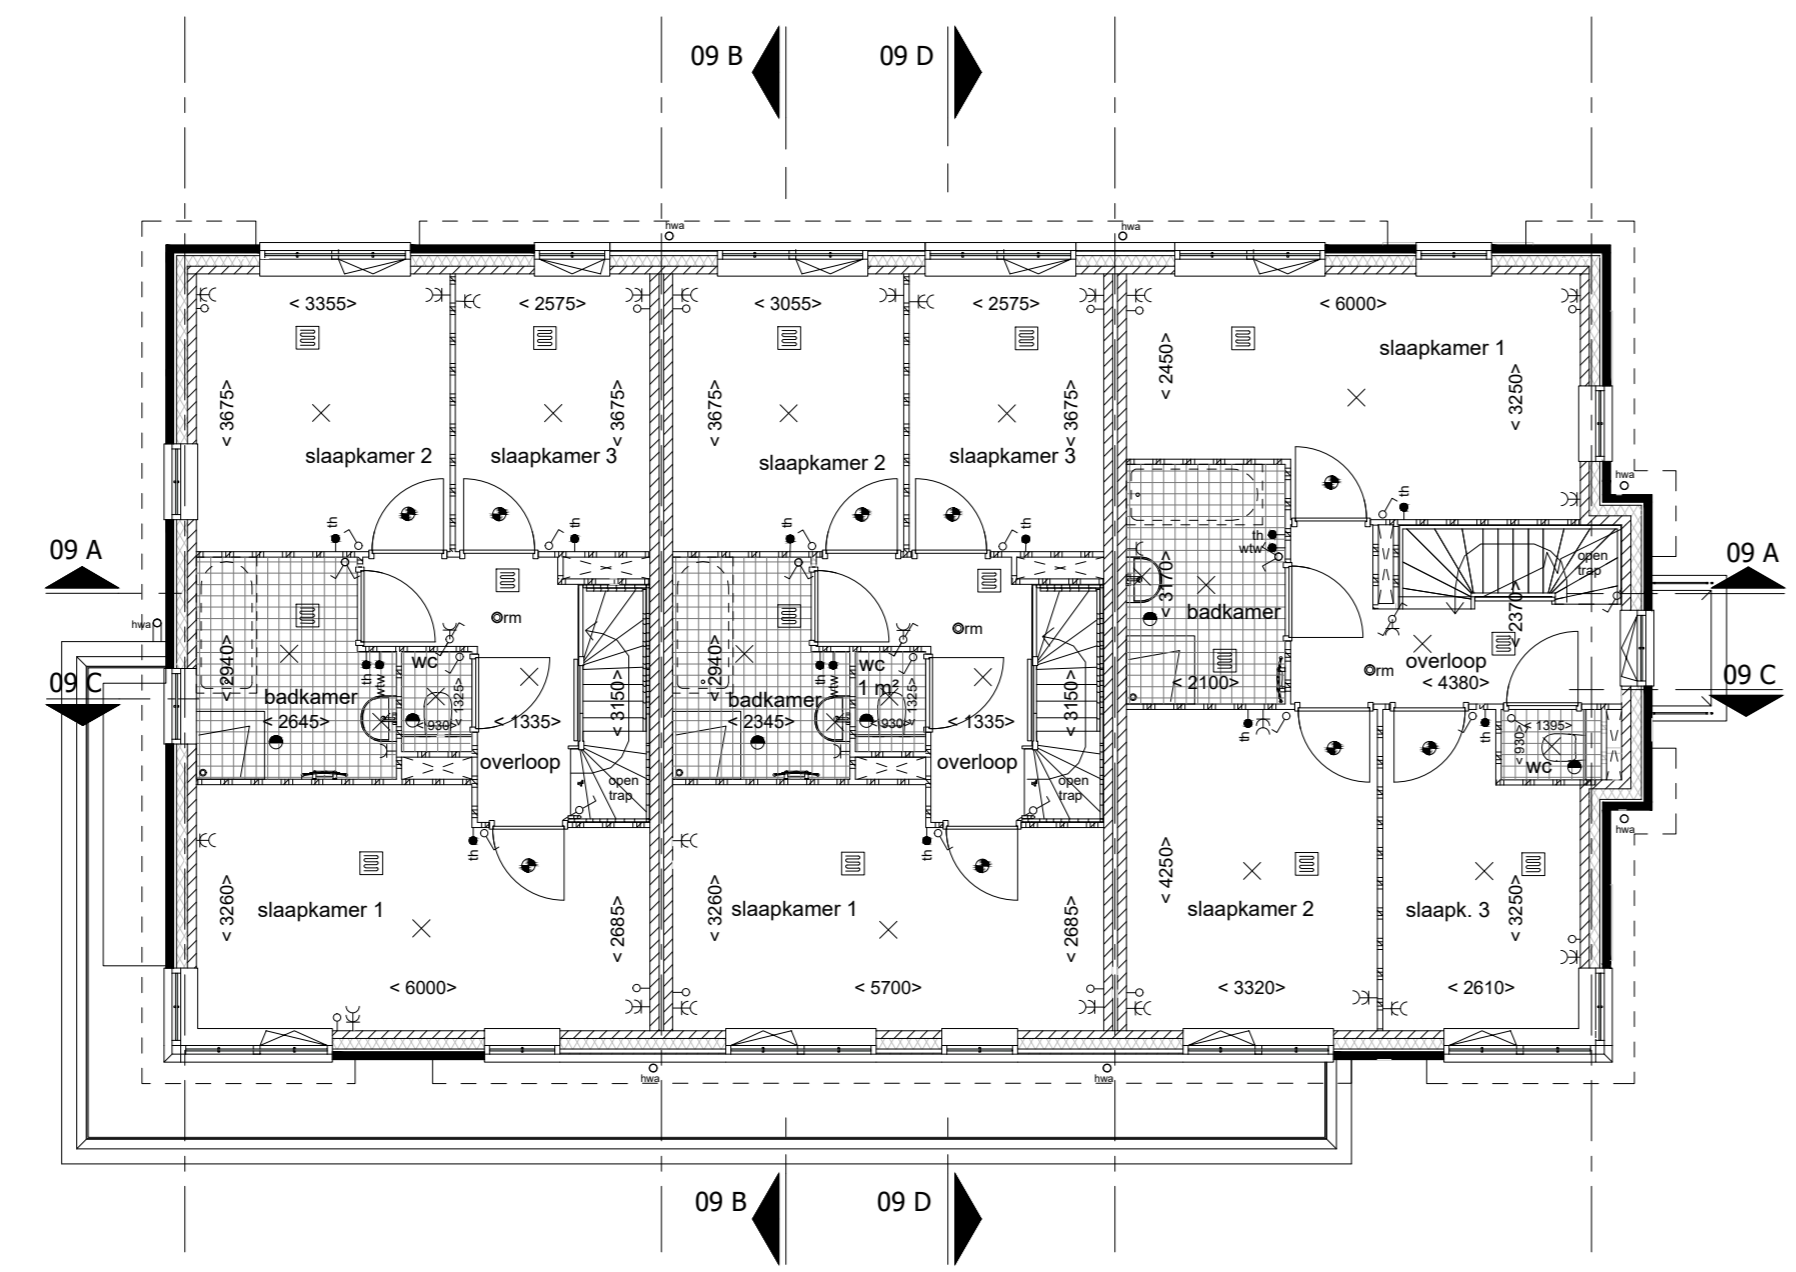 09 B
09 D
hwa
hwa
< 3355>
< 2575>
< 3055>
< 2575>
< 6000>
slaapkamer 1
< 2450>
< 3250>
< 3675>
< 3675>
< 3675>
< 3675>
slaapkamer 2
slaapkamer 3
slaapkamer 2
slaapkamer 3
hwa
th
th
th
th
th
09 A
09 A
th
wtw
open
trap
< 3170>
badkamer
< 2370>
hwa
rm
rm
rm
overloop
< 4380>
09 C
09 C
< 2940>
badkamer
< 2645>
th
wtw
wc
< 1325>
< 930>
< 1335>
< 3150>
overloop
open
trap
< 2940>
badkamer
< 2345>
th
wtw
wc
1 m²
< 1325>
< 930>
< 1335>
< 3150>
overloop
open
trap
< 2100>
th
th
< 1395>
< 930>
wc
hwa
th
th
< 3260>
slaapkamer 1
< 2685>
< 6000>
< 3260>
slaapkamer 1
< 2685>
< 5700>
< 4250>
slaapkamer 2
< 3320>
slaapk. 3
< 3250>
< 2610>
hwa
hwa
09 B
09 D